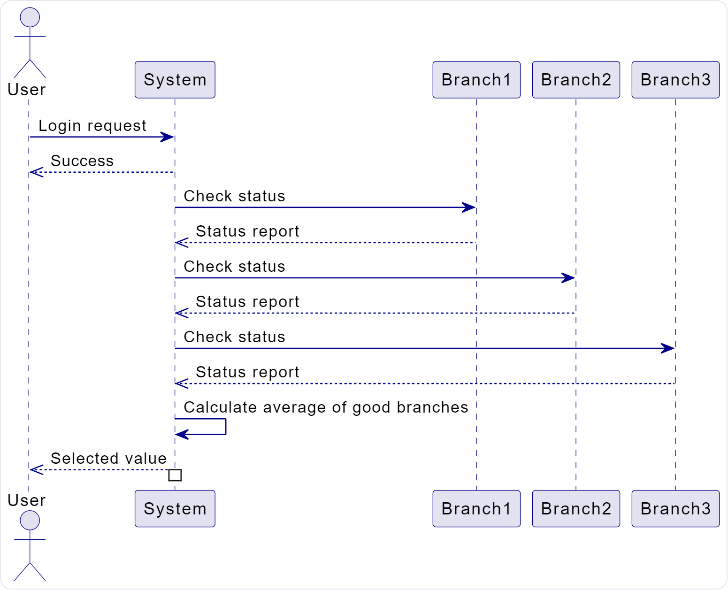 User
System
Branch1
Branch2
Branch3
Login request
Success
Check status
Status report
Check status
Status report
Check status
Status report
Calculate average of good branches
Selected value
User
System
Branch1
Branch2
Branch3